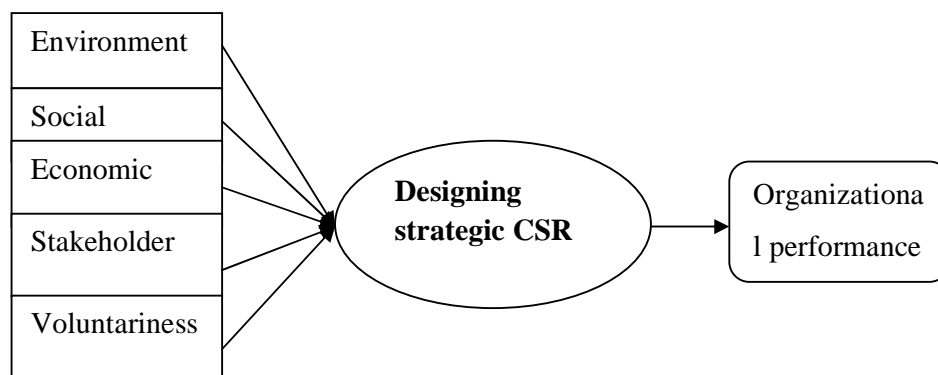 Environment
Social
Economic
Stakeholder
Voluntariness
Designing
strategic CSR
Organizationa
l performance